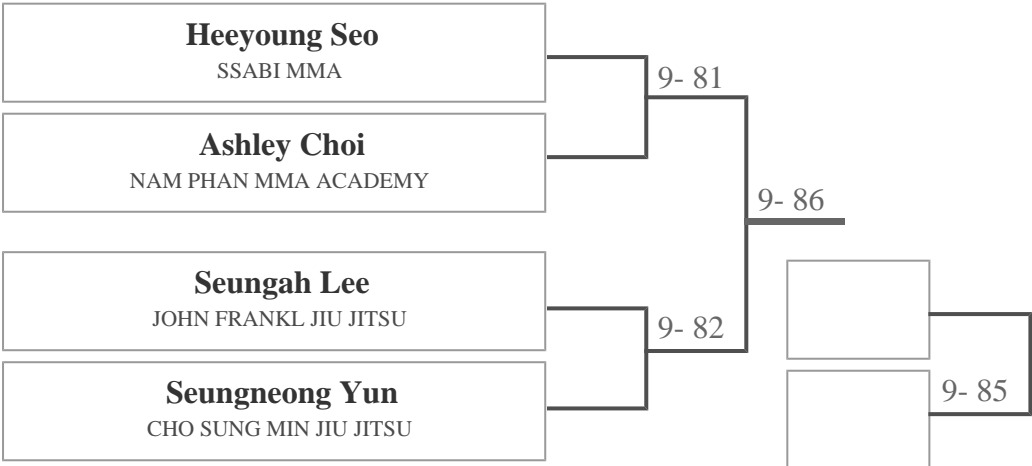 Heeyoung Seo
SSABI MMA
9- 81
Ashley Choi
NAM PHAN MMA ACADEMY
9- 86
Seungah Lee
JOHN FRANKL JIU JITSU
9- 82
Seungneong Yun
CHO SUNG MIN JIU JITSU
9- 85